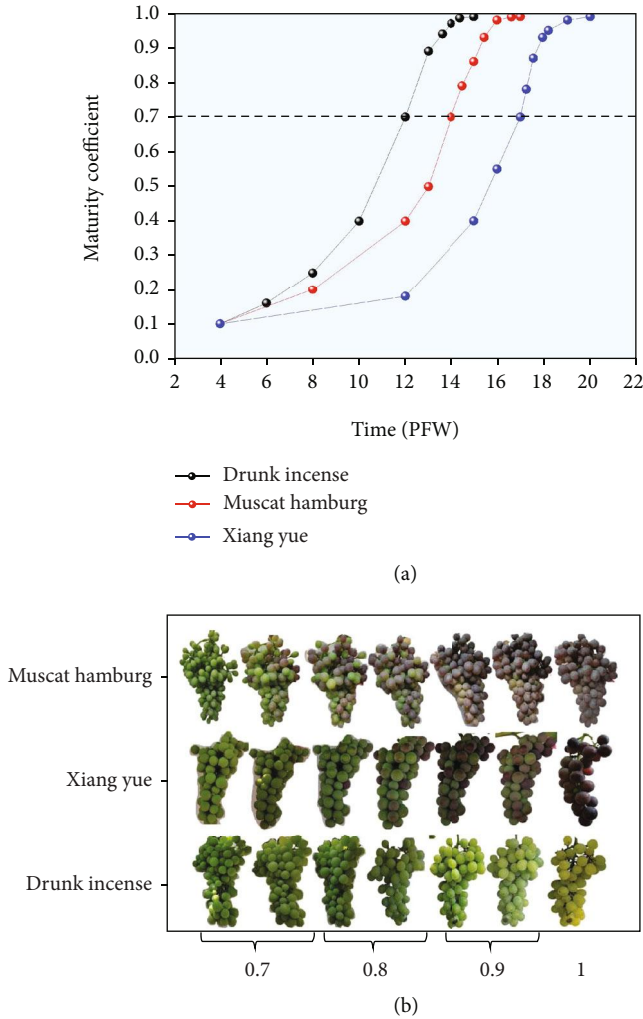 1.0
0.9
0.8
0.7
0.6
0.5
0.4
0.3
0.2
0.1
0.0
Maturity coefficient
2 4 6 8 10 12 14 16 18 20 22
Time (PFW)
Drunk incense
Muscat hamburg
Xiang yue
(a)
Muscat hamburg
Xiang yue
Drunk incense
0.7 0.8 0.9 1
(b)